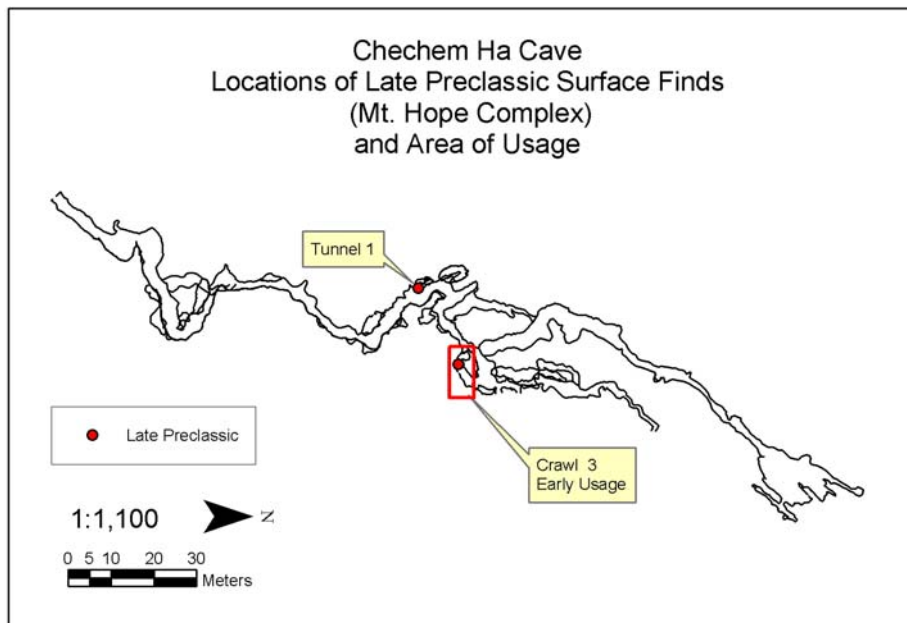 Chechem Ha Cave
Locations of Late Preclassic Surface Finds
(Mt. Hope Complex)
and Area of Usage
Tunnel 1
Late Preclassic
Crawl 3
Early Usage
1:1,100
N
0 5 10 20 30
Meters